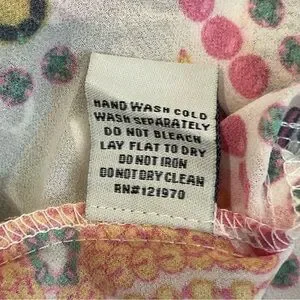 HAND WASH COLD
WASH SEPARATELY
DO NOT BLEACH
LAY FLAT TO DRY
DO NOT IRON
DO NOT DRY CLEAN
RN#121970